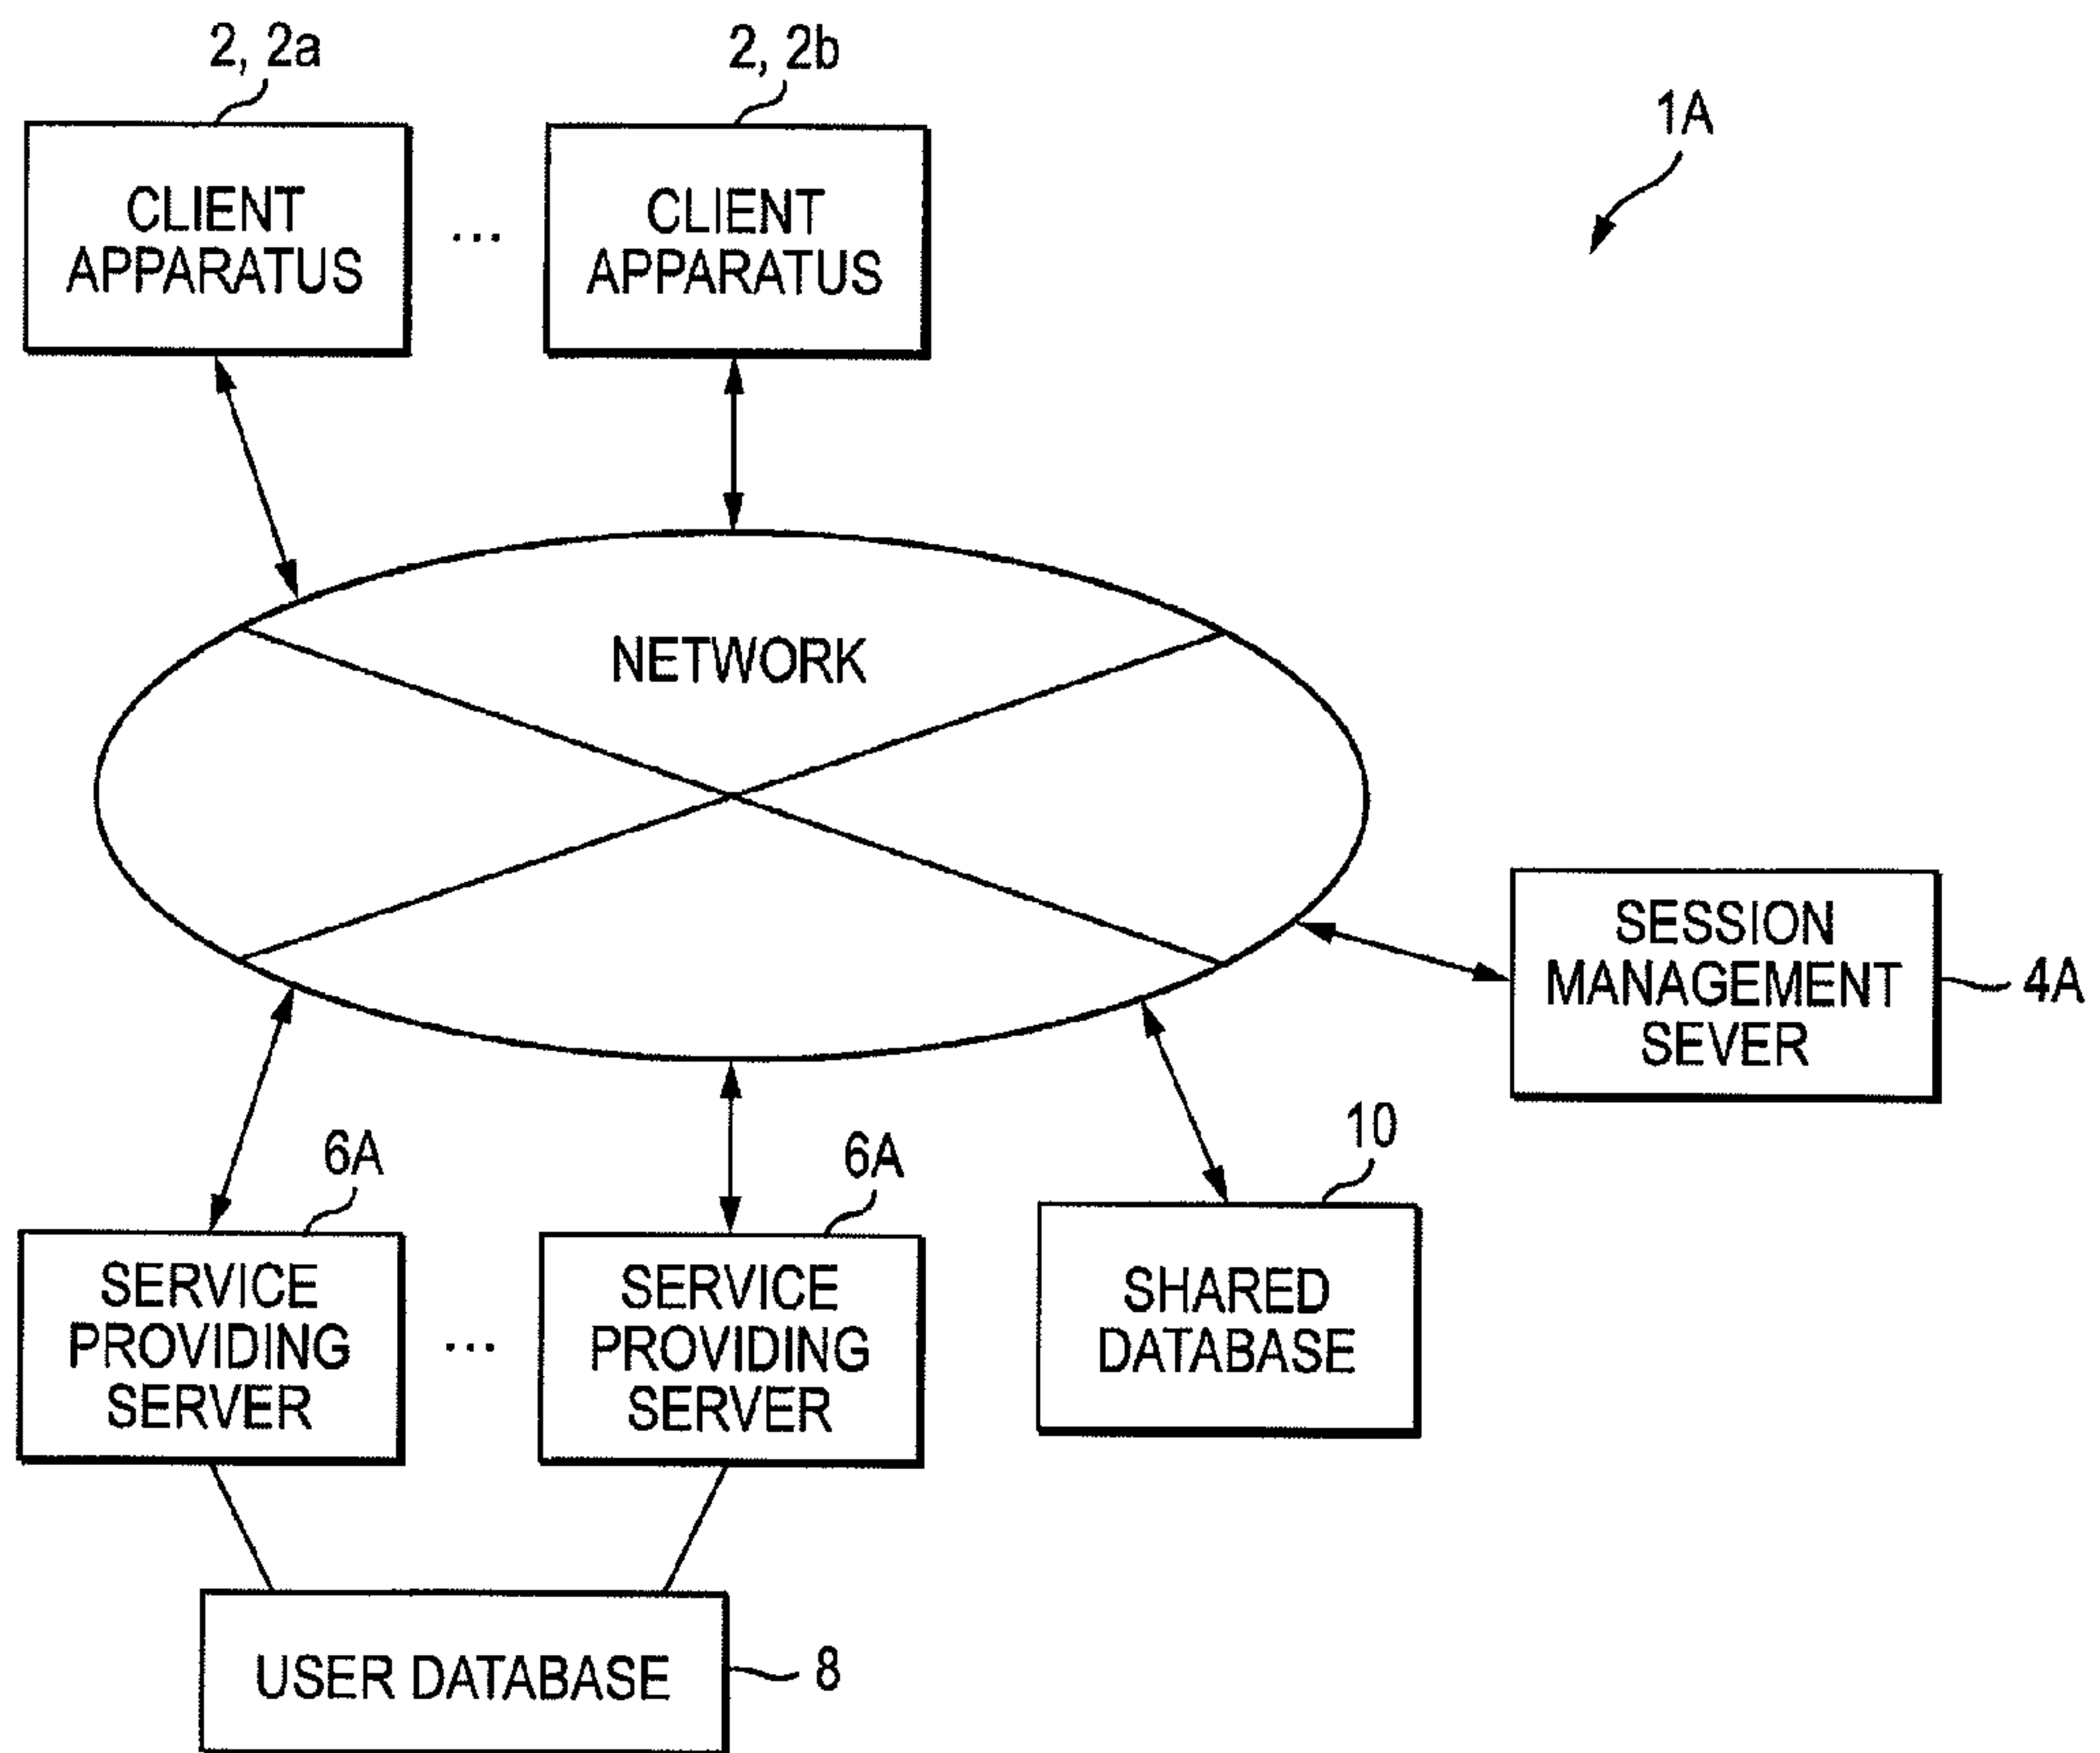 2, 2a
2, 2b
1A
CLIENT
APPARATUS
...
CLIENT
APPARATUS
NETWORK
SESSION
MANAGEMENT
SEVER
4A
6A
6A
10
SERVICE
PROVIDING
SERVER
...
SERVICE
PROVIDING
SERVER
SHARED
DATABASE
USER DATABASE
8